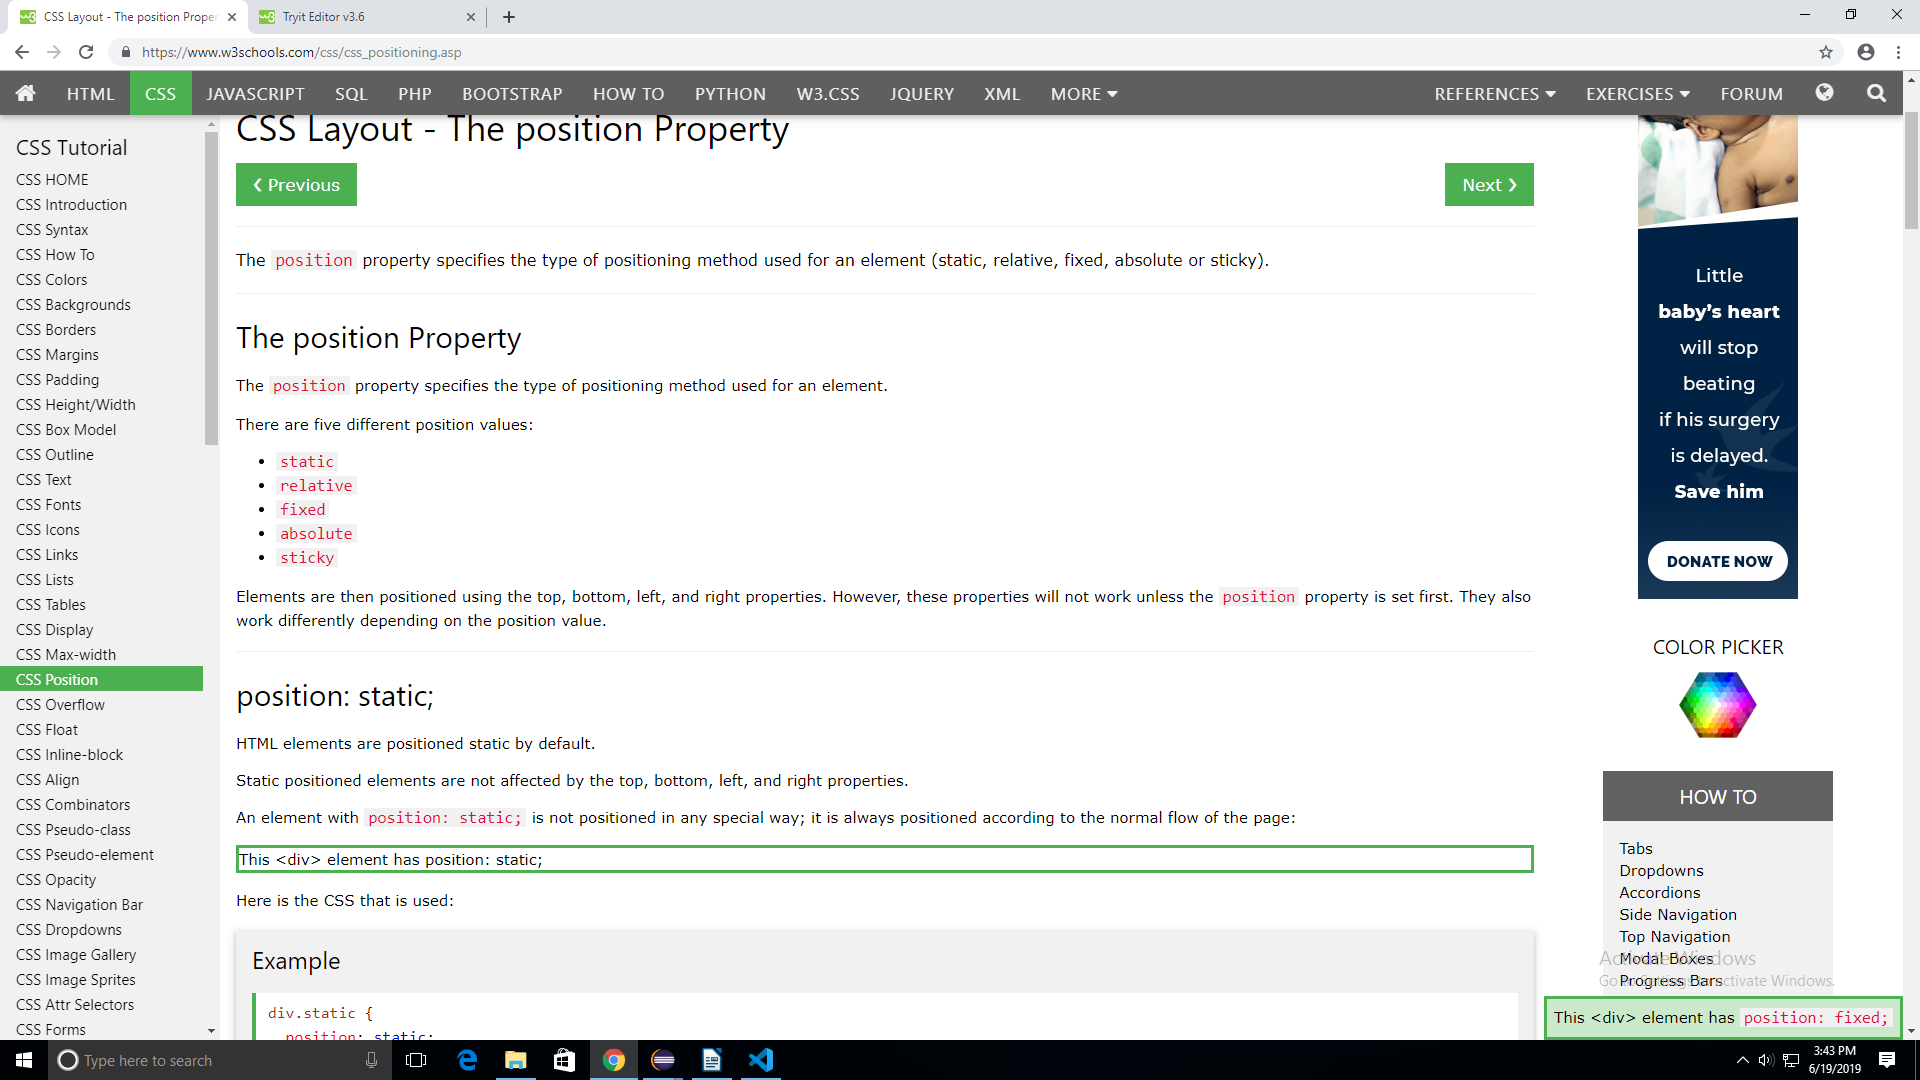 CSS Layout - The position Proper
Tryit Editor v3.6
https://www.w3schools.com/css/css_positioning.asp
HTML CSS JAVASCRIPT SQL PHP BOOTSTRAP HOW TO PYTHON W3.CSS JQUERY XML MORE REFERENCES EXERCISES FORUM
CSS Tutorial
CSS HOME
CSS Introduction
CSS Syntax
CSS How To
CSS Colors
CSS Backgrounds
CSS Borders
CSS Margins
CSS Padding
CSS Height/Width
CSS Box Model
CSS Outline
CSS Text
CSS Fonts
CSS Icons
CSS Links
CSS Lists
CSS Tables
CSS Display
CSS Max-width
CSS Position
CSS Overflow
CSS Float
CSS Inline-block
CSS Align
CSS Combinators
CSS Pseudo-class
CSS Pseudo-element
CSS Opacity
CSS Navigation Bar
CSS Dropdowns
CSS Image Gallery
CSS Image Sprites
CSS Attr Selectors
CSS Forms
CSS Layout - The position Property
❮ Previous
Next ❯
The position property specifies the type of positioning method used for an element (static, relative, fixed, absolute or sticky).
The position Property
The position property specifies the type of positioning method used for an element.
There are five different position values:
• static
• relative
• fixed
• absolute
• sticky
Elements are then positioned using the top, bottom, left, and right properties. However, these properties will not work unless the position property is set first. They also
work differently depending on the position value.
position: static;
HTML elements are positioned static by default.
Static positioned elements are not affected by the top, bottom, left, and right properties.
An element with position: static; is not positioned in any special way; it is always positioned according to the normal flow of the page:
This <div> element has position: static;
Here is the CSS that is used:
Example
div.static {
position: static;
Little
baby's heart
will stop
beating
if his surgery
is delayed.
Save him
DONATE NOW
COLOR PICKER
HOW TO
Tabs
Dropdowns
Accordions
Side Navigation
Top Navigation
Modal Boxes
Progress Bars
Activate Windows
Go to Settings to activate Windows.
This <div> element has position: fixed;
Type here to search
3:43 PM
6/19/2019